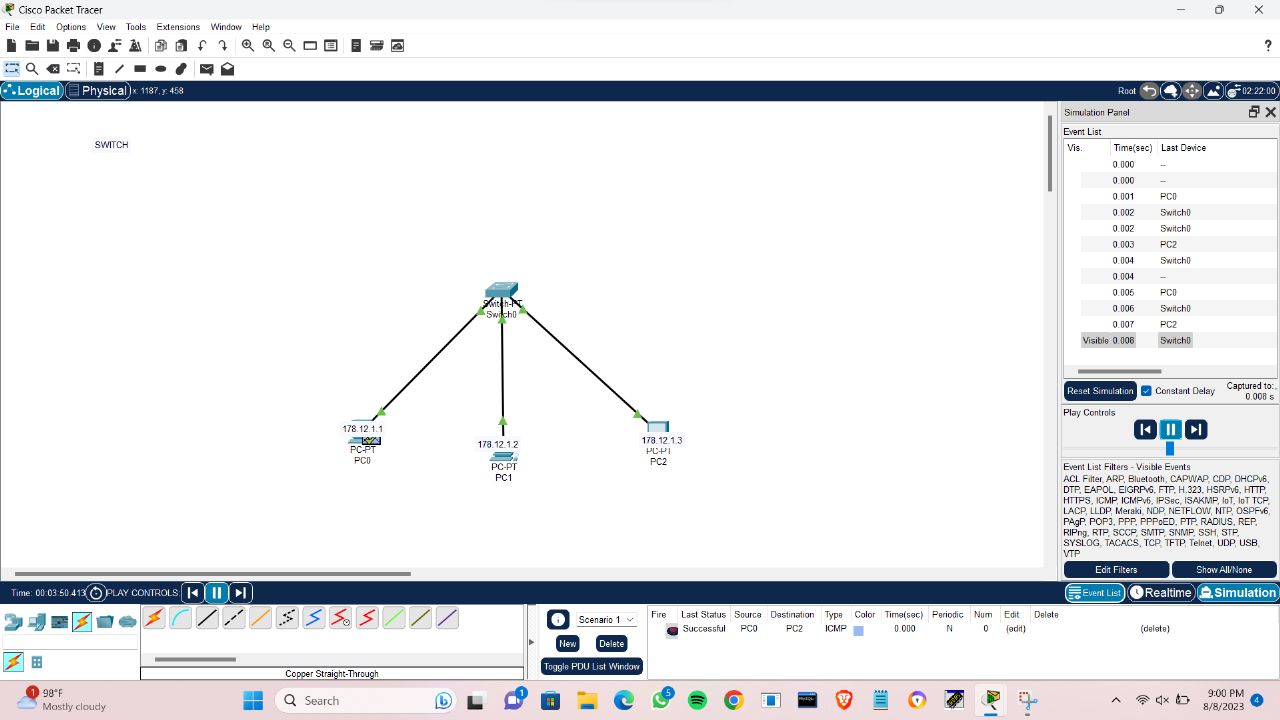 Cisco Packet Tracer
File Edit Options View Tools Extensions Window Help
Logical Physical x: 1187, y: 458 Root 02:22:00
SWITCH
Switch-PT
Switch0
178.12.1.1
PC-PT
PC0
178.12.1.2
PC-PT
PC1
178.12.1.3
PC-PT
PC2
Simulation Panel
Event List
Vis. Time(sec) Last Device
0.000 --
0.000 --
0.001 PC0
0.002 Switch0
0.002 Switch0
0.003 PC2
0.004 Switch0
0.004 --
0.005 PC0
0.006 Switch0
0.007 PC2
Visible 0.008 Switch0
Reset Simulation Constant Delay Captured to:
0.008 s
Play Controls
Event List Filters - Visible Events
ACL Filter, ARP, Bluetooth, CAPWAP, CDP, DHCPv6,
DTP, EAPOL, EIGRPv6, FTP, H.323, HSRPv6, HTTP,
HTTPS, ICMP, ICMPv6, IPSec, ISAKMP, IoT, IoT TCP,
LACP, LLDP, Meraki, NDP, NETFLOW, NTP, OSPFv6,
PAgP, POP3, PPP, PPPoED, PTP, RADIUS, REP,
RIPng, RTP, SCCP, SMTP, SNMP, SSH, STP,
SYSLOG, TACACS, TCP, TFTP, Telnet, UDP, USB,
VTP
Edit Filters Show All/None
Time: 00:03:50.413 PLAY CONTROLS: Event List Realtime Simulation
Copper Straight-Through
Scenario 1
New Delete
Toggle PDU List Window
Fire Last Status Source Destination Type Color Time(sec) Periodic Num Edit Delete
Successful PC0 PC2 ICMP 0.000 N 0 (edit) (delete)
1 98°F
Mostly cloudy
Search
1
5
9:00 PM
8/8/2023
4